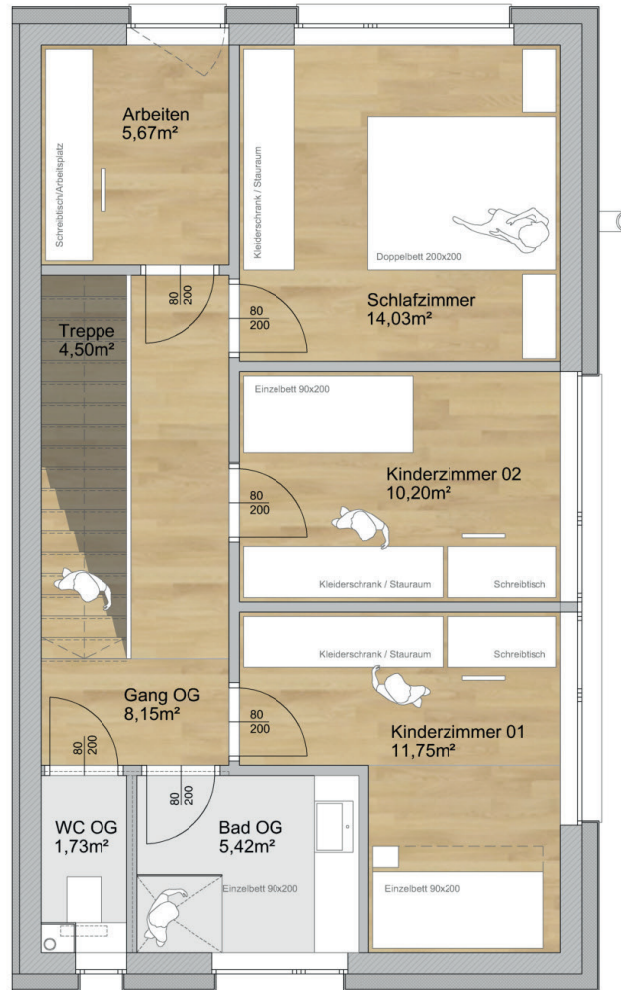 Arbeiten
5,67m²
Schreibtisch/Arbeitsplatz
Kleiderschrank / Stauraum
Doppelbett 200x200
Schlafzimmer
14,03m²
80
200
80
200
Treppe
4,50m²
Einzelbett 90x200
Kinderzimmer 02
10,20m²
80
200
Kleiderschrank / Stauraum
Schreibtisch
Kleiderschrank / Stauraum
Schreibtisch
Gang OG
8,15m²
80
200
Kinderzimmer 01
11,75m²
80
200
80
200
WC OG
1,73m²
Bad OG
5,42m²
Einzelbett 90x200
Einzelbett 90x200